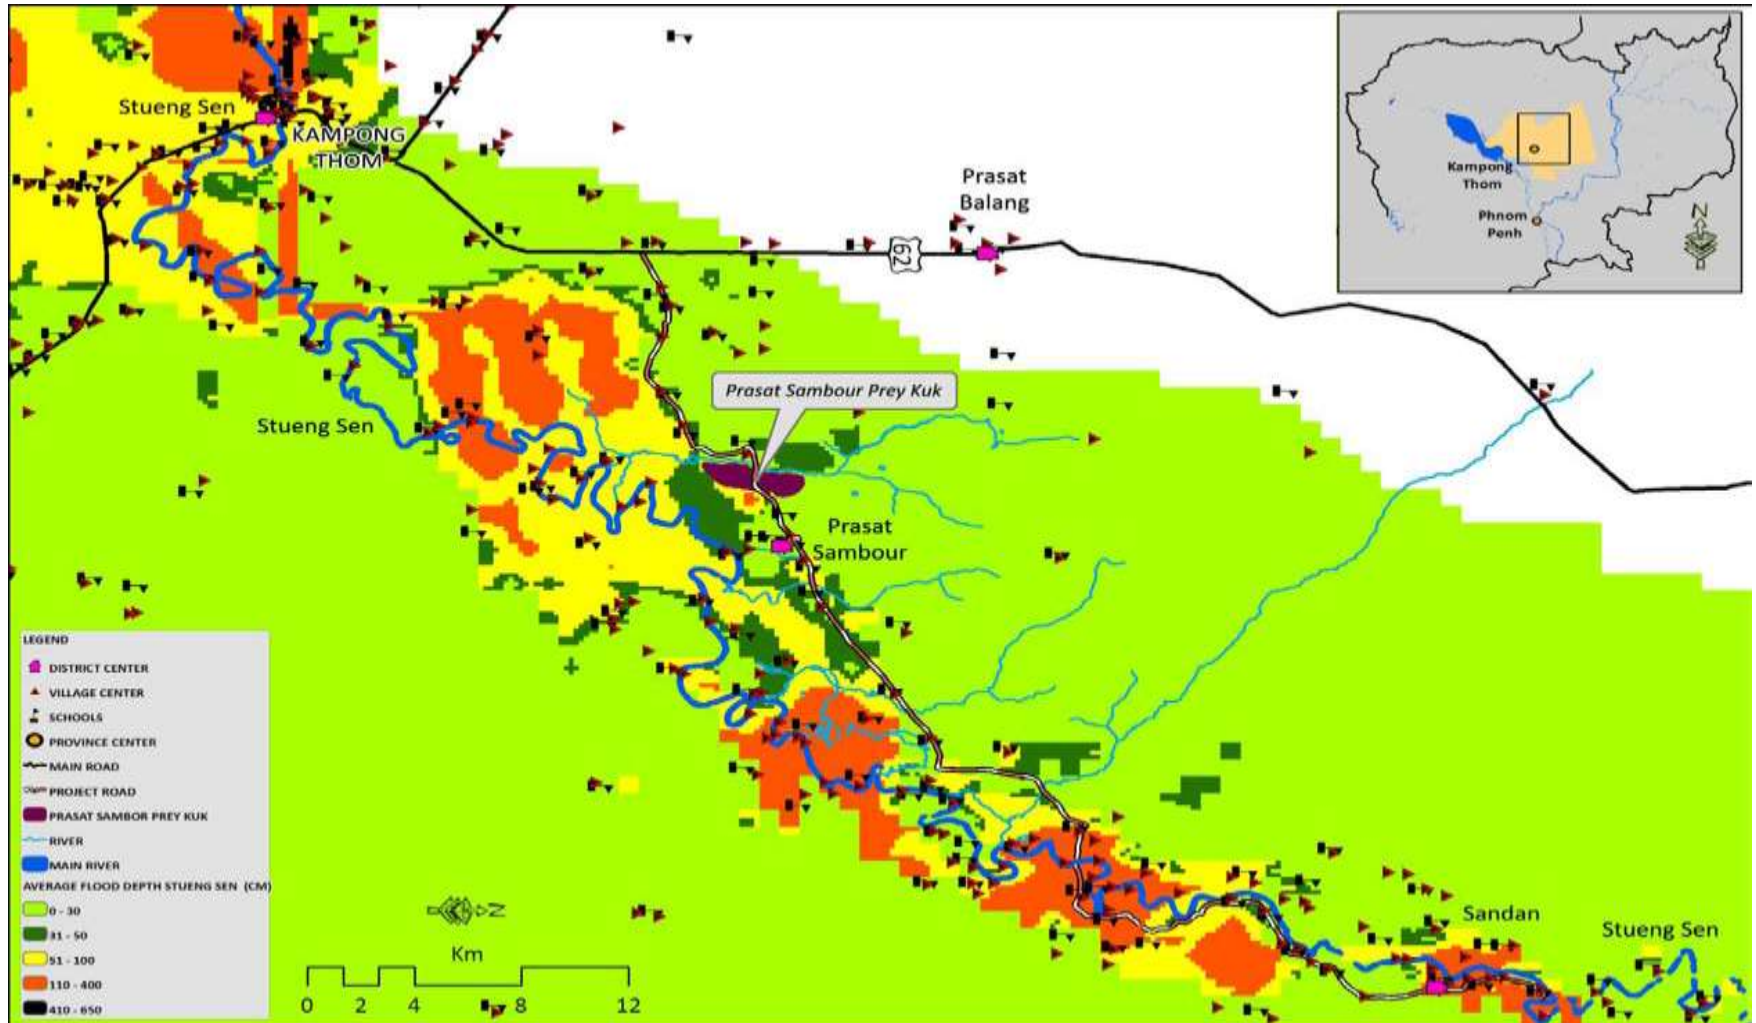 Stueng Sen
KAMPONG
THOM
Prasat
Balang
62
Kampong
Thom
Phnom
Penh
N
Prasat Sambour Prey Kuk
Stueng Sen
Prasat
Sambour
Sandan
Stueng Sen
LEGEND
DISTRICT CENTER
VILLAGE CENTER
SCHOOLS
PROVINCE CENTER
MAIN ROAD
PROJECT ROAD
PRASAT SAMBOR PREY KUK
RIVER
MAIN RIVER
AVERAGE FLOOD DEPTH STUENG SEN (CM)
0 - 30
31 - 50
51 - 100
110 - 400
410 - 650
N
Km
0 2 4 8 12